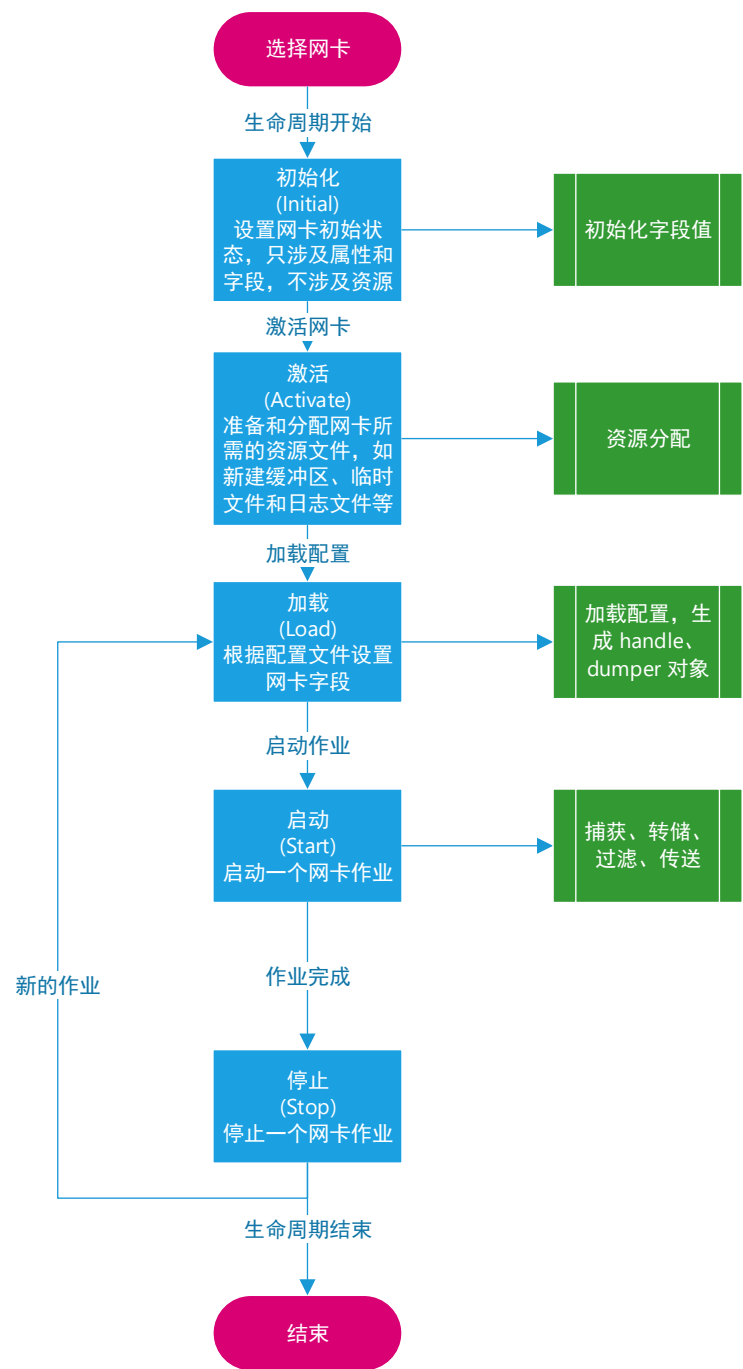 选择网卡
生命周期开始
初始化
(Initial)
设置网卡初始状
态，只涉及属性和
字段，不涉及资源
初始化字段值
激活网卡
激活
(Activate)
准备和分配网卡所
需的资源文件，如
新建缓冲区、临时
文件和日志文件等
资源分配
加载配置
加载
(Load)
根据配置文件设置
网卡字段
加载配置，生
成 handle、
dumper 对象
启动作业
启动
(Start)
启动一个网卡作业
捕获、转储、
过滤、传送
作业完成
新的作业
停止
(Stop)
停止一个网卡作业
生命周期结束
结束